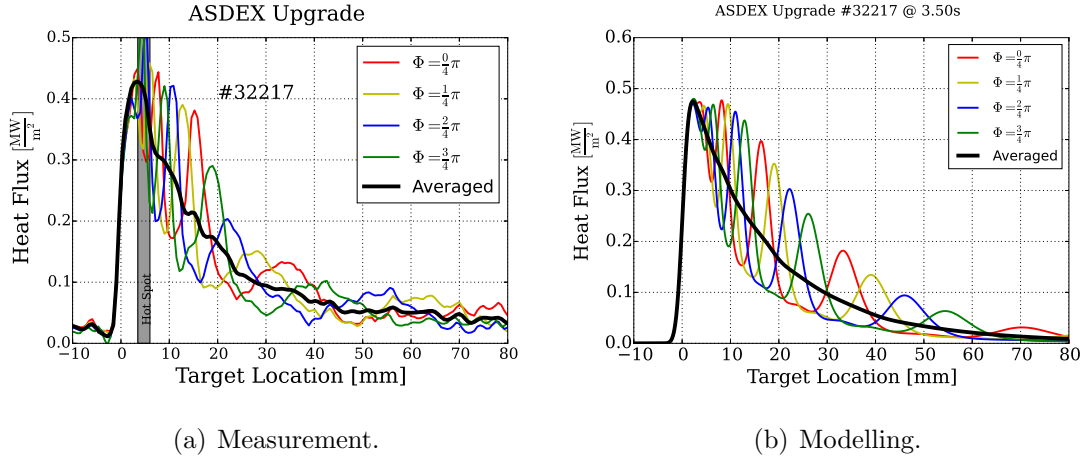 ASDEX Upgrade
#32217
Φ = 0/4 π
Φ = 1/4 π
Φ = 2/4 π
Φ = 3/4 π
Averaged
Hot Spot
Heat Flux [MW/m²]
0.5
0.4
0.3
0.2
0.1
0.0
−10 0 10 20 30 40 50 60 70 80
Target Location [mm]
(a) Measurement.
ASDEX Upgrade #32217 @ 3.50s
Φ = 0/4 π
Φ = 1/4 π
Φ = 2/4 π
Φ = 3/4 π
Averaged
Heat Flux [MW/m²]
0.6
0.5
0.4
0.3
0.2
0.1
0.0
−10 0 10 20 30 40 50 60 70 80
Target Location [mm]
(b) Modelling.